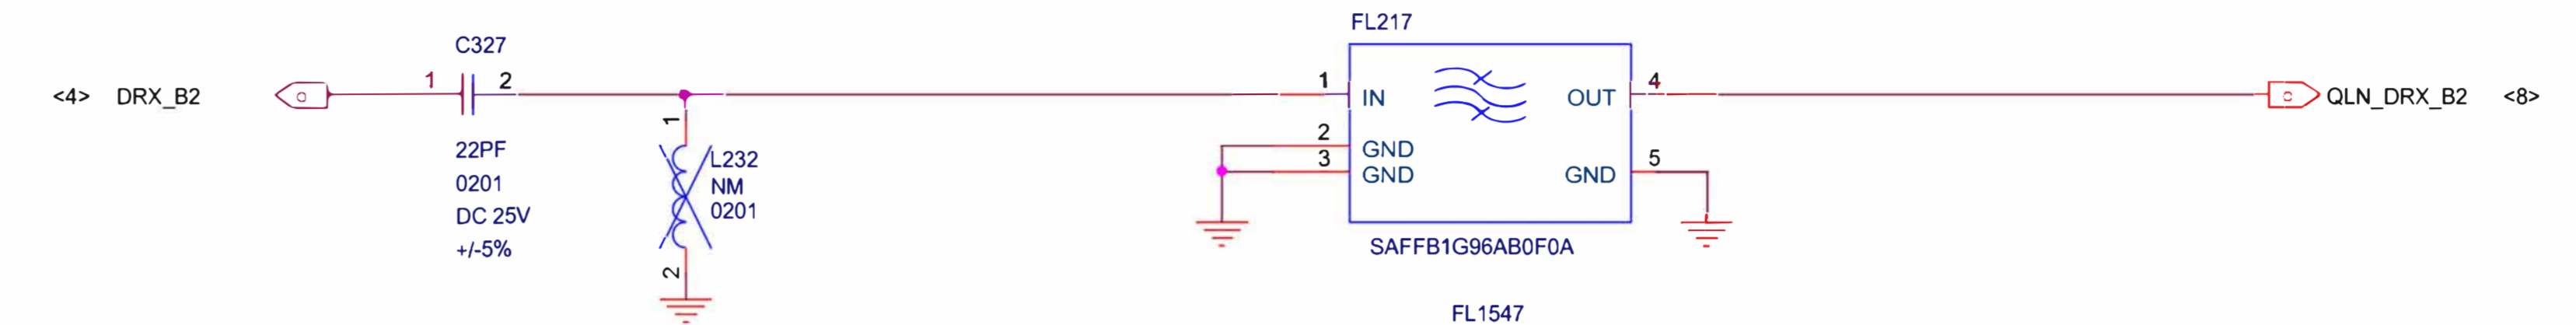 FL217
C327
<4> DRX_B2
1
2
1
IN
OUT
4
QLN_DRX_B2 <8>
1
2
GND
3
GND
GND
5
22PF
0201
DC 25V
+/-5%
L232
NM
0201
2
SAFFB1G96AB0F0A
FL1547